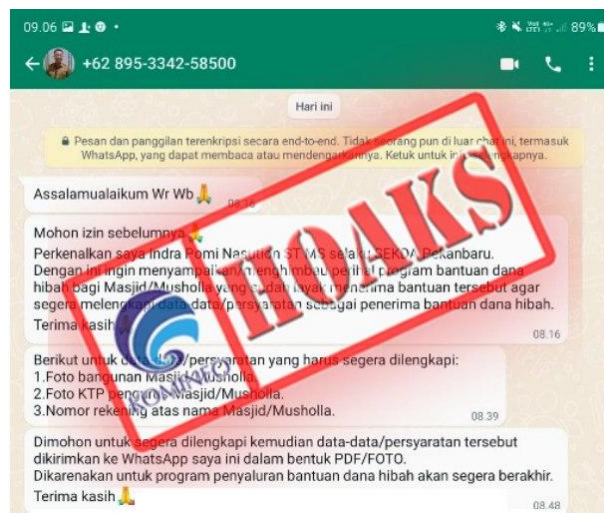 09.06
89%
+62 895-3342-58500
Hari ini
Pesan dan panggilan terenkripsi secara end-to-end. Tidak seorang pun di luar chat ini, termasuk
WhatsApp, yang dapat membaca atau mendengarkannya. Ketuk untuk info selengkapnya.
Assalamualaikum Wr Wb
08.16
Mohon izin sebelumnya
Perkenalkan saya Indra Pomi Nasution ST MS selaku SEKDA Pekanbaru.
Dengan ini ingin menyampaikan/menghimbau perihal program bantuan dana
hibah bagi Masjid/Musholla yang sudah layak menerima bantuan tersebut agar
segera melengkapi data-data/persyaratan sebagai penerima bantuan dana hibah.
Terima kasih
08.16
Berikut untuk data-data/persyaratan yang harus segera dilengkapi:
1.Foto bangunan Masjid/Musholla.
2.Foto KTP pengurus Masjid/Musholla.
3.Nomor rekening atas nama Masjid/Musholla.
08.39
Dimohon untuk segera dilengkapi kemudian data-data/persyaratan tersebut
dikirimkan ke WhatsApp saya ini dalam bentuk PDF/FOTO.
Dikarenakan untuk program penyaluran bantuan dana hibah akan segera berakhir.
Terima kasih
08.48
HOAKS
KOMINFO